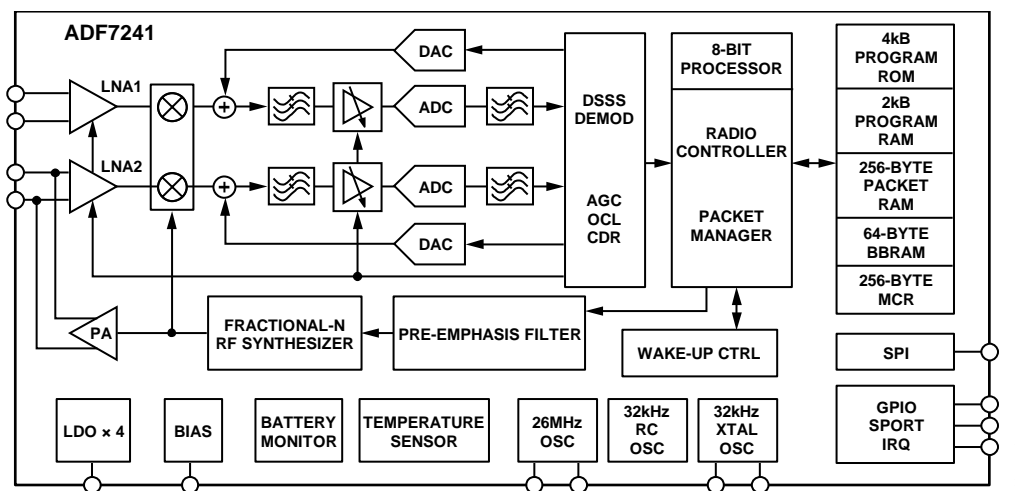 ADF7241
LNA1
LNA2
DAC
ADC
ADC
DAC
DSSS
DEMOD
AGC
OCL
CDR
8-BIT
PROCESSOR
RADIO
CONTROLLER
PACKET
MANAGER
4kB
PROGRAM
ROM
2kB
PROGRAM
RAM
256-BYTE
PACKET
RAM
64-BYTE
BBRAM
256-BYTE
MCR
PA
FRACTIONAL-N
RF SYNTHESIZER
PRE-EMPHASIS FILTER
WAKE-UP CTRL
SPI
LDO × 4
BIAS
BATTERY
MONITOR
TEMPERATURE
SENSOR
26MHz
OSC
32kHz
RC
OSC
32kHz
XTAL
OSC
GPIO
SPORT
IRQ